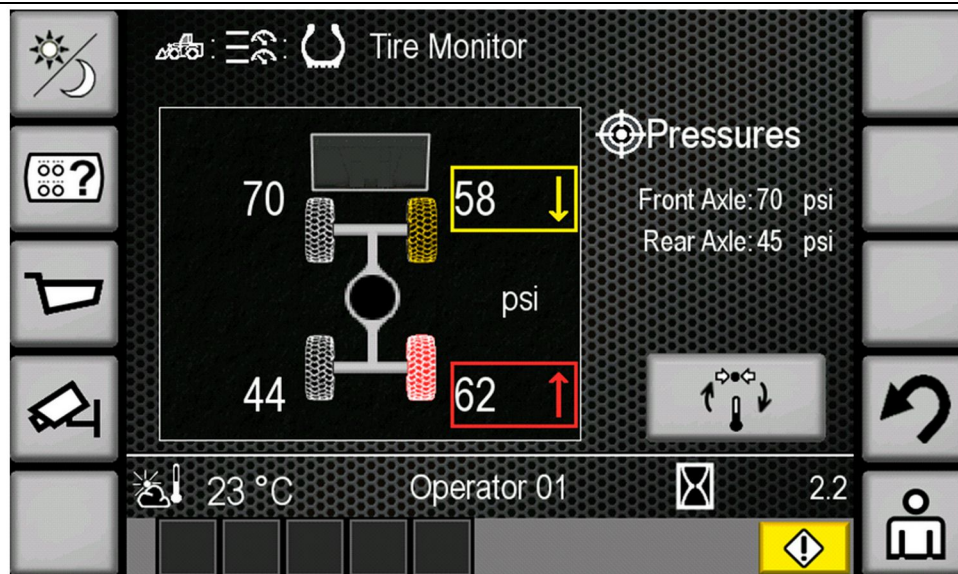 Tire Monitor
Pressures
70
58
Front Axle: 70 psi
Rear Axle: 45 psi
psi
44
62
23 °C
Operator 01
2.2